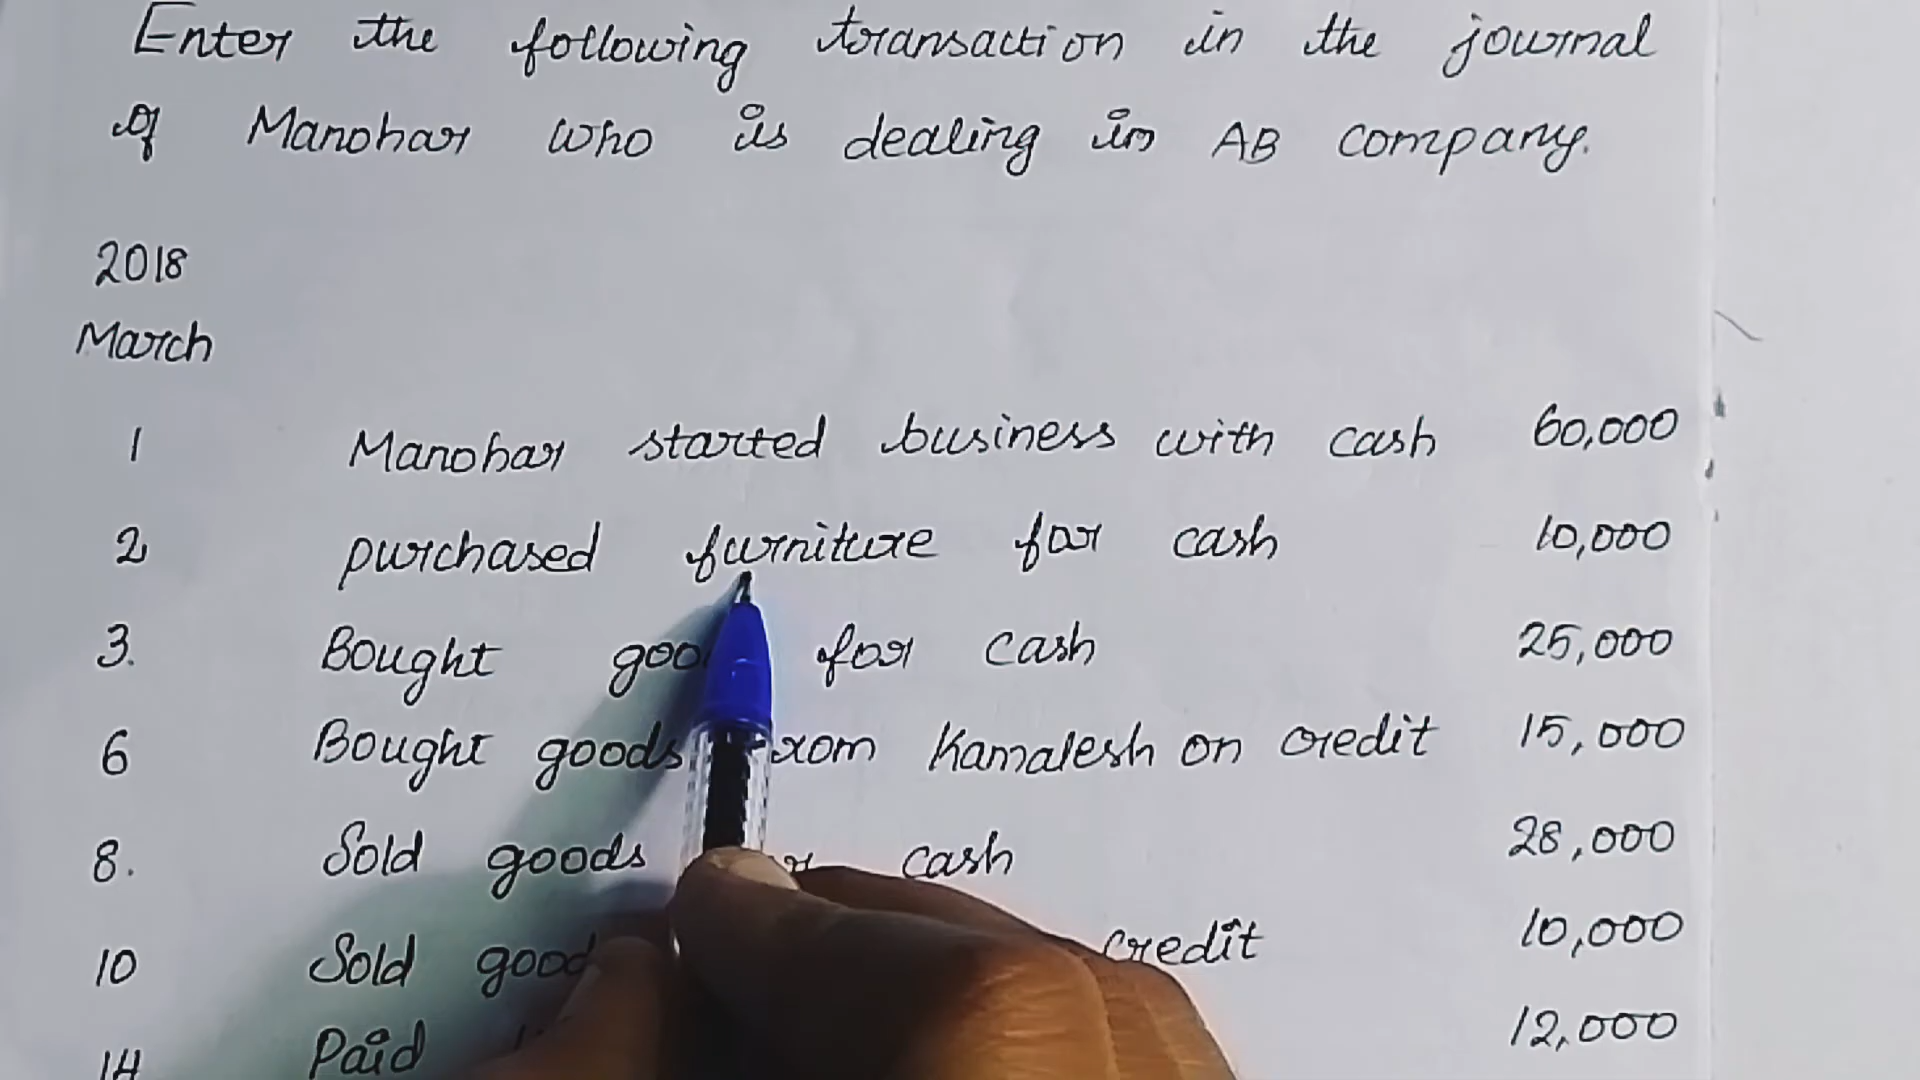 Enter the following transaction in the journal
of Manohar who is dealing in AB company.
2018
March
1 Manohar started business with cash 60,000
2 purchased furniture for cash 10,000
3. Bought for cash 25,000
6 Bought goods Kamalesh on credit 15,000
8. Sold goods cash 28,000
10 Sold credit 10,000
14 Paid 12,000